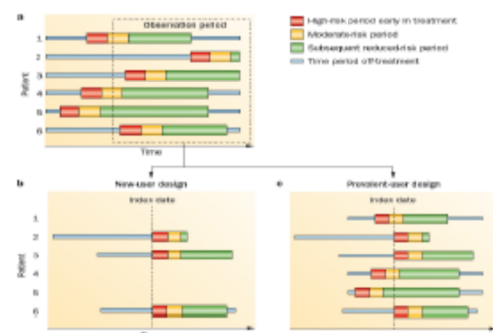 a
Observation period
High-risk period early in treatment
Moderate-risk period
Subsequent reduced-risk period
Time period off-treatment
Patient
1
2
3
4
5
6
Time
b
New-user design
Index date
Patient
1
2
3
4
5
6
c
Prevalent-user design
Index date